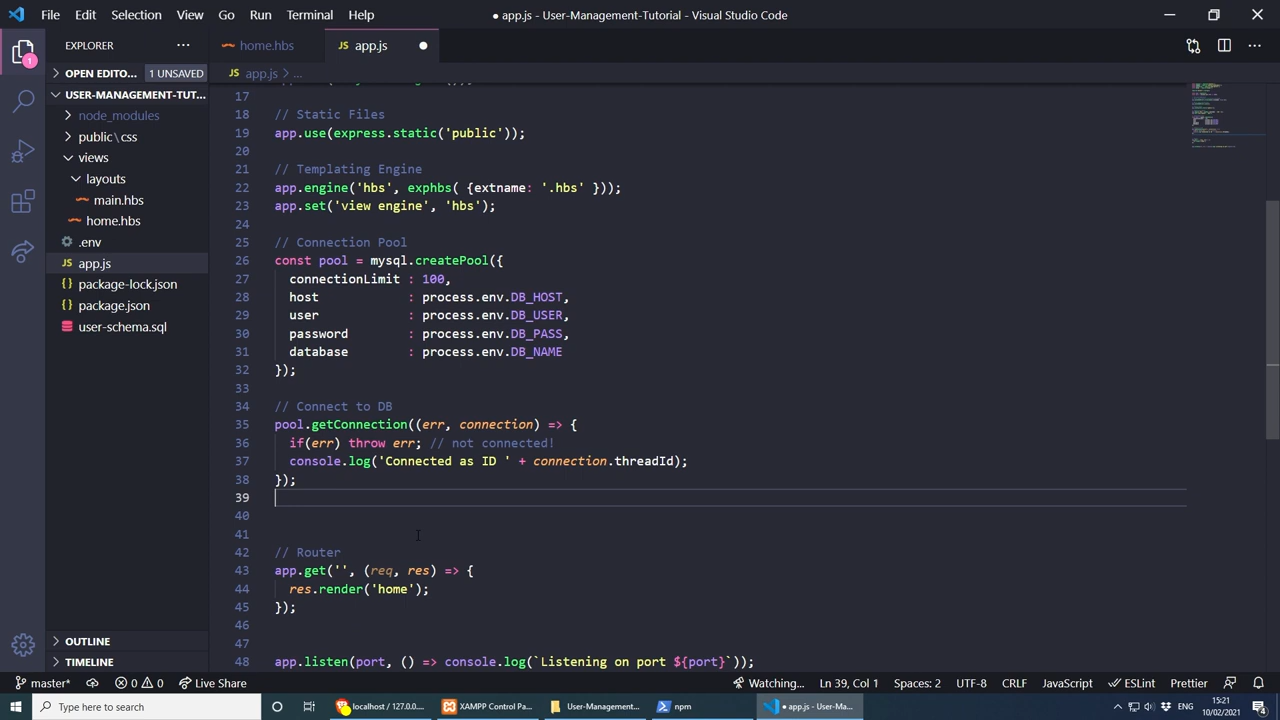 File Edit Selection View Go Run Terminal Help ● app.js - User-Management-Tutorial - Visual Studio Code
EXPLORER ···
home.hbs
JS app.js ●
1
OPEN EDITO... 1 UNSAVED
JS app.js > ...
USER-MANAGEMENT-TUT...
node_modules
public\css
views
layouts
main.hbs
home.hbs
.env
JS app.js
{} package-lock.json
{} package.json
user-schema.sql
OUTLINE
TIMELINE
17
18 // Static Files
19 app.use(express.static('public'));
20
21 // Templating Engine
22 app.engine('hbs', exphbs( {extname: '.hbs' }));
23 app.set('view engine', 'hbs');
24
25 // Connection Pool
26 const pool = mysql.createPool({
27 connectionLimit : 100,
28 host : process.env.DB_HOST,
29 user : process.env.DB_USER,
30 password : process.env.DB_PASS,
31 database : process.env.DB_NAME
32 });
33
34 // Connect to DB
35 pool.getConnection((err, connection) => {
36 if(err) throw err; // not connected!
37 console.log('Connected as ID ' + connection.threadId);
38 });
39
40
41
42 // Router
43 app.get('', (req, res) => {
44 res.render('home');
45 });
46
47
48 app.listen(port, () => console.log(`Listening on port ${port}`));
master* 0 0 Live Share Watching... Ln 39, Col 1 Spaces: 2 UTF-8 CRLF JavaScript ESLint Prettier
Type here to search localhost / 127.0.0.... XAMPP Control Pa... User-Management... npm ● app.js - User-Ma... ENG 15:21
10/02/2021 4